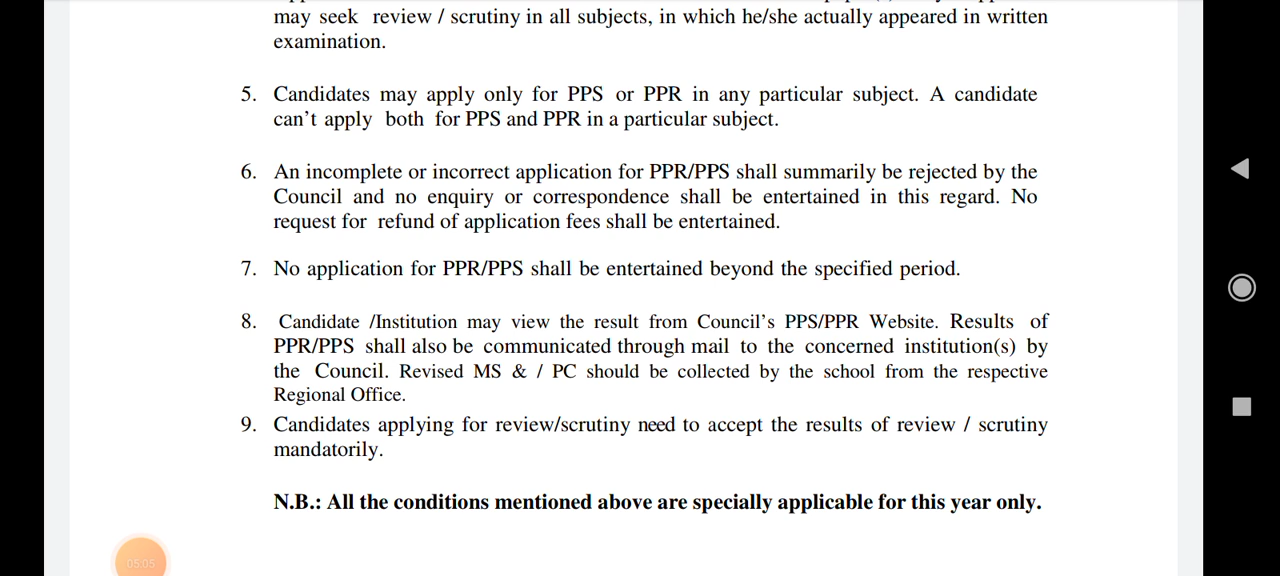 may seek review / scrutiny in all subjects, in which he/she actually appeared in written
examination.
5. Candidates may apply only for PPS or PPR in any particular subject. A candidate
can't apply both for PPS and PPR in a particular subject.
6. An incomplete or incorrect application for PPR/PPS shall summarily be rejected by the
Council and no enquiry or correspondence shall be entertained in this regard. No
request for refund of application fees shall be entertained.
7. No application for PPR/PPS shall be entertained beyond the specified period.
8. Candidate /Institution may view the result from Council's PPS/PPR Website. Results of
PPR/PPS shall also be communicated through mail to the concerned institution(s) by
the Council. Revised MS & / PC should be collected by the school from the respective
Regional Office.
9. Candidates applying for review/scrutiny need to accept the results of review / scrutiny
mandatorily.
N.B.: All the conditions mentioned above are specially applicable for this year only.
05:05